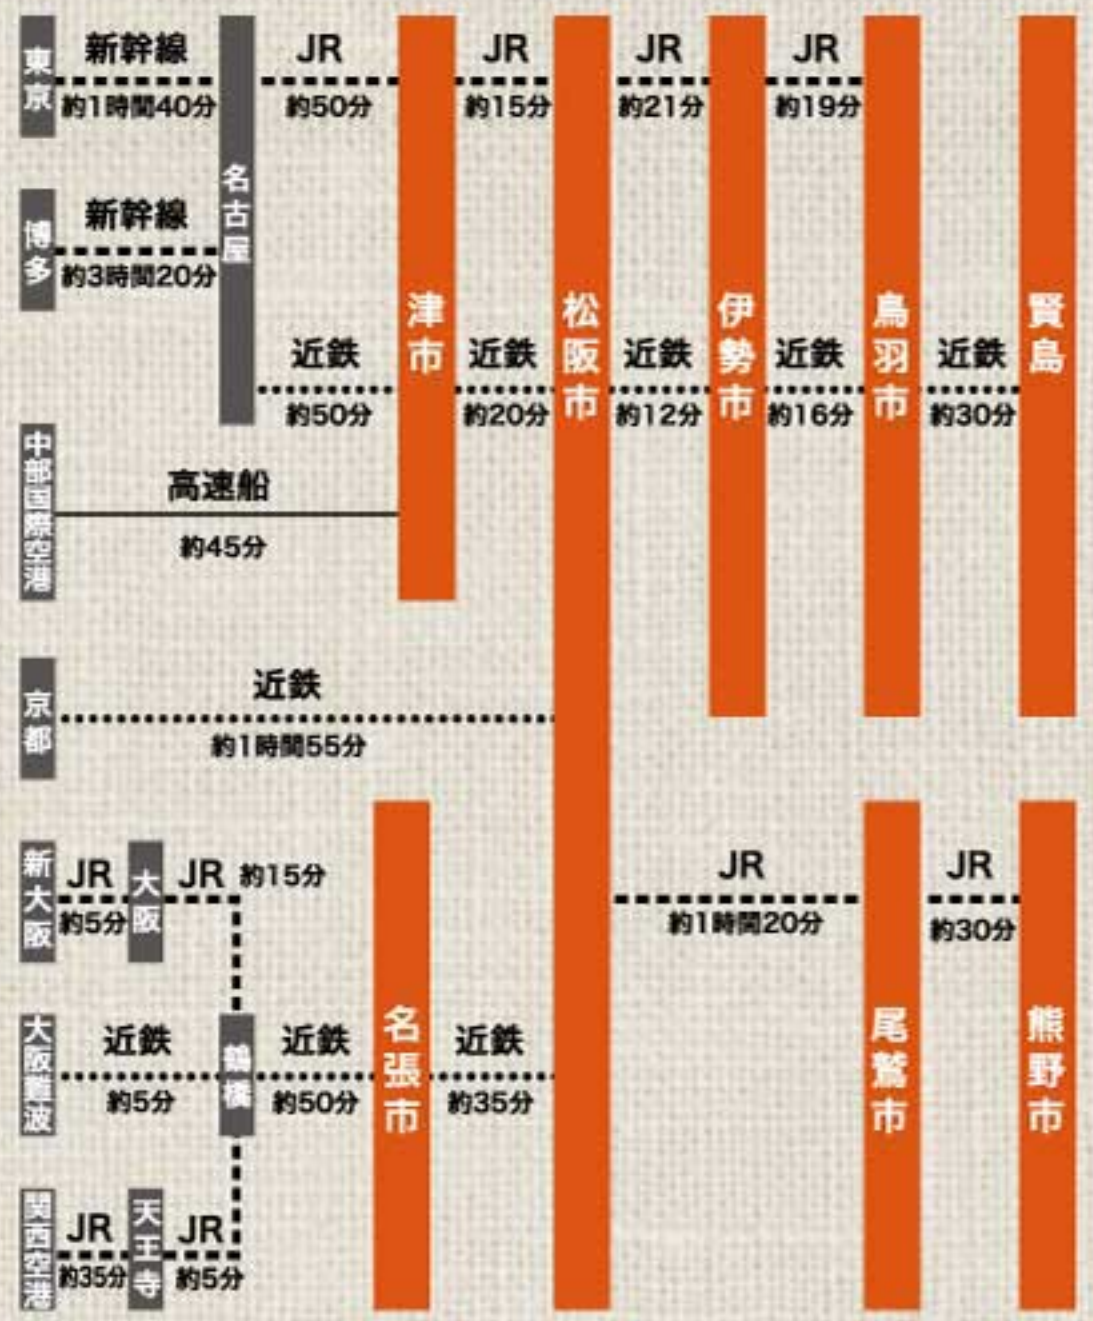 東京
新幹線
約1時間40分
名古屋
JR
約50分
JR
約15分
JR
約21分
JR
約19分
博多
新幹線
約3時間20分
津市
松阪市
伊勢市
鳥羽市
賢島
近鉄
約50分
近鉄
約20分
近鉄
約12分
近鉄
約16分
近鉄
約30分
中部国際空港
高速船
約45分
京都
近鉄
約1時間55分
新大阪
JR
約5分
大阪
JR
約15分
JR
約1時間20分
JR
約30分
大阪難波
近鉄
約5分
鶴橋
近鉄
約50分
名張市
近鉄
約35分
尾鷲市
熊野市
関西空港
JR
約35分
天王寺
JR
約5分